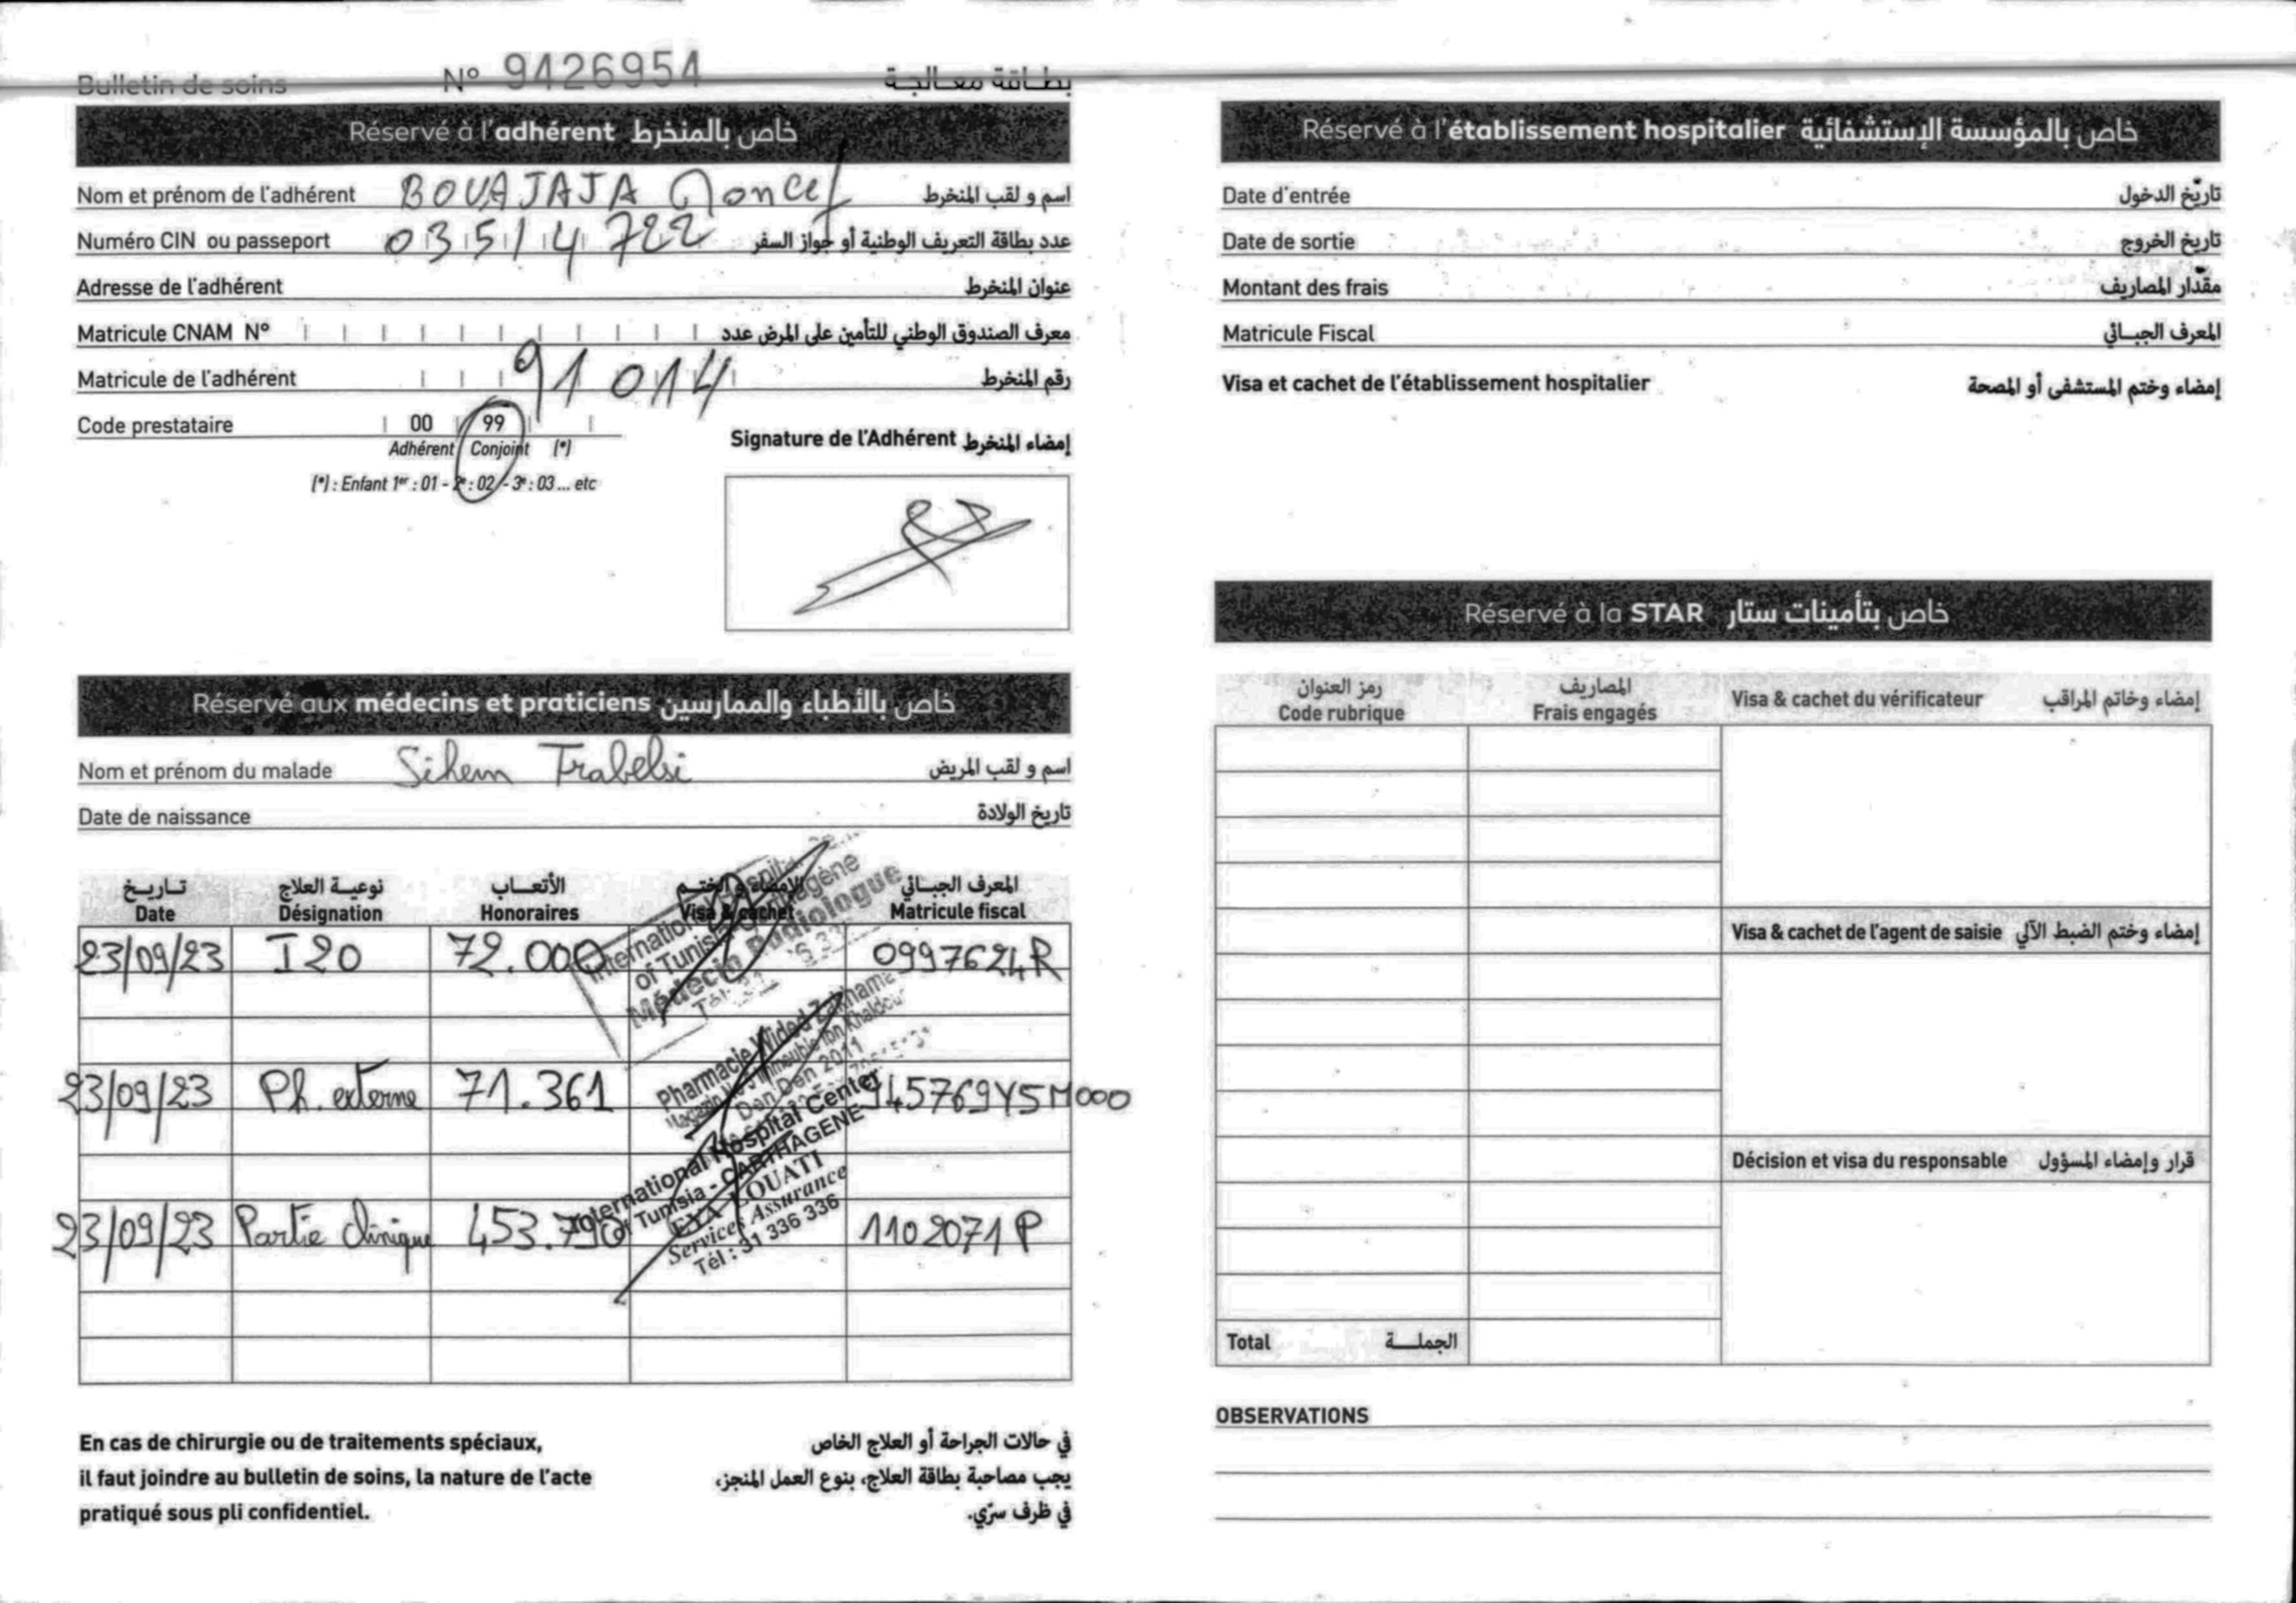 Bulletin de soins N° 9426954 بطاقة معالجة
Réservé à l'adhérent خاص بالمنخرط
Nom et prénom de l'adhérent BOUAJAJA Moncef اسم و لقب المنخرط
Numéro CIN ou passeport 03514722 عدد بطاقة التعريف الوطنية أو جواز السفر
Adresse de l'adhérent عنوان المنخرط
Matricule CNAM N° معرف الصندوق الوطني للتأمين على المرض عدد
Matricule de l'adhérent 91014 رقم المنخرط
Code prestataire 00 99
Adhérent Conjoint (*)
(*) : Enfant 1er : 01 - 2e : 02 - 3e : 03 ... etc
Signature de l'Adhérent إمضاء المنخرط
Réservé aux médecins et praticiens خاص بالأطباء والممارسين
Nom et prénom du malade Sihem Trabelsi اسم و لقب المريض
Date de naissance تاريخ الولادة
تاريخ نوعية العلاج الأتعاب الإمضاء و الختم المعرف الجبائي
Date Désignation Honoraires Visa & cachet Matricule fiscal
23/09/23 I20 72.000 0997624R
International Hospital
of Tunisia Carthagène
Médecin Radiologue
23/09/23 Ph. externe 71.361 945769Y5M000
Pharmacie Wided
Immeuble Ibn Khaldoun
Den Den 2011
23/09/23 Partie clinique 453.790 1102071P
International Hospital Center
of Tunisia - CARTHAGENE
EYA LOUATI
Services Assurance
Tél : 31 336 336
En cas de chirurgie ou de traitements spéciaux,
il faut joindre au bulletin de soins, la nature de l'acte
pratiqué sous pli confidentiel.
في حالات الجراحة أو العلاج الخاص
يجب مصاحبة بطاقة العلاج، بنوع العمل المنجز،
في ظرف سرّي.
Réservé à l'établissement hospitalier خاص بالمؤسسة الإستشفائية
Date d'entrée تاريخ الدخول
Date de sortie تاريخ الخروج
Montant des frais مقدار المصاريف
Matricule Fiscal المعرف الجبائي
Visa et cachet de l'établissement hospitalier إمضاء وختم المستشفى أو المصحة
Réservé à la STAR خاص بتأمينات ستار
رمز العنوان المصاريف
Code rubrique Frais engagés Visa & cachet du vérificateur إمضاء وخاتم المراقب
Visa & cachet de l'agent de saisie إمضاء وختم الضبط الآلي
Décision et visa du responsable قرار وإمضاء المسؤول
Total الجملة
OBSERVATIONS